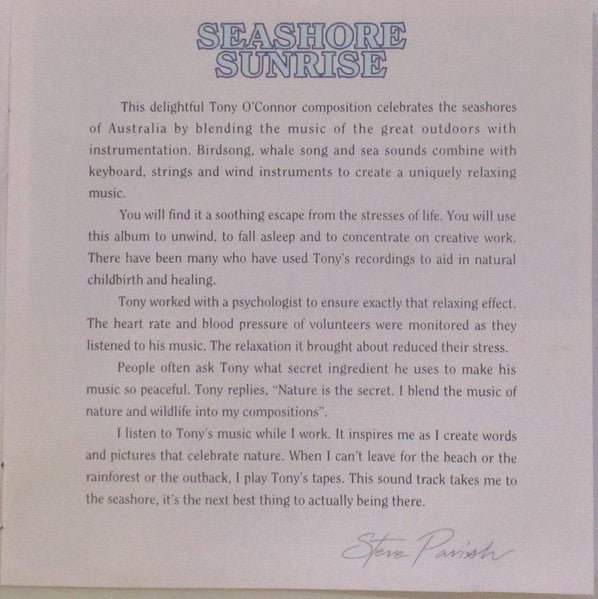 SEASHORE
SUNRISE
This delightful Tony O'Connor composition celebrates the seashores
of Australia by blending the music of the great outdoors with
instrumentation. Birdsong, whale song and sea sounds combine with
keyboard, strings and wind instruments to create a uniquely relaxing
music.
You will find it a soothing escape from the stresses of life. You will use
this album to unwind, to fall asleep and to concentrate on creative work.
There have been many who have used Tony's recordings to aid in natural
childbirth and healing.
Tony worked with a psychologist to ensure exactly that relaxing effect.
The heart rate and blood pressure of volunteers were monitored as they
listened to his music. The relaxation it brought about reduced their stress.
People often ask Tony what secret ingredient he uses to make his
music so peaceful. Tony replies, "Nature is the secret. I blend the music of
nature and wildlife into my compositions".
I listen to Tony's music while I work. It inspires me as I create words
and pictures that celebrate nature. When I can't leave for the beach or the
rainforest or the outback, I play Tony's tapes. This sound track takes me to
the seashore, it's the next best thing to actually being there.
Steve Parish